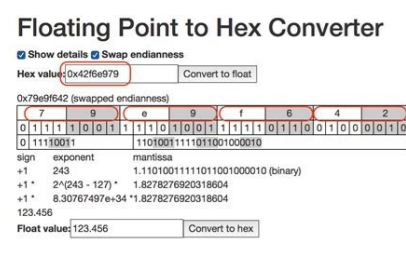 Floating Point to Hex Converter
Show details Swap endianness
Hex value: 0x42f6e979 Convert to float
0x79e9f642 (swapped endianness)
7 9 e 9 f 6 4 2
0 1 1 1 1 0 0 1 1 1 1 0 1 0 0 1 1 1 1 1 0 1 1 0 0 1 0 0
0 11110011 11010011111011001000010
sign exponent mantissa
+1 243 1.11010011111011001000010 (binary)
+1 * 2^(243 - 127) * 1.8278276920318604
+1 * 8.30767497e+34 * 1.8278276920318604
123.456
Float value: 123.456 Convert to hex